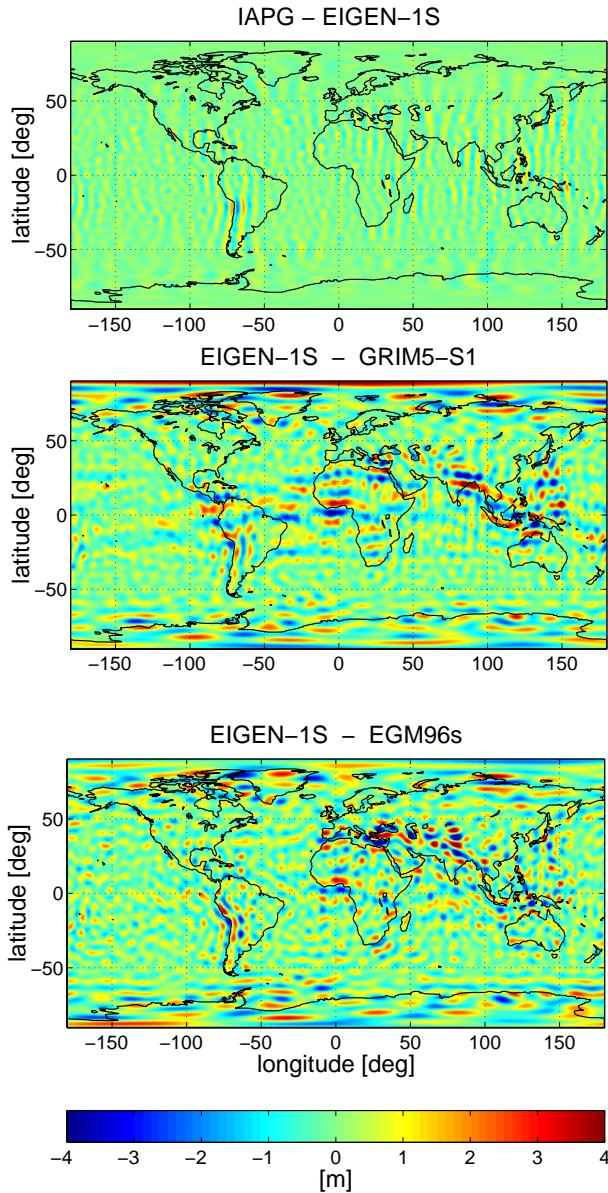 IAPG − EIGEN−1S
latitude [deg]
50
0
−50
−150 −100 −50 0 50 100 150
EIGEN−1S − GRIM5−S1
latitude [deg]
50
0
−50
−150 −100 −50 0 50 100 150
EIGEN−1S − EGM96s
latitude [deg]
50
0
−50
−150 −100 −50 0 50 100 150
longitude [deg]
−4 −3 −2 −1 0 1 2 3 4
[m]